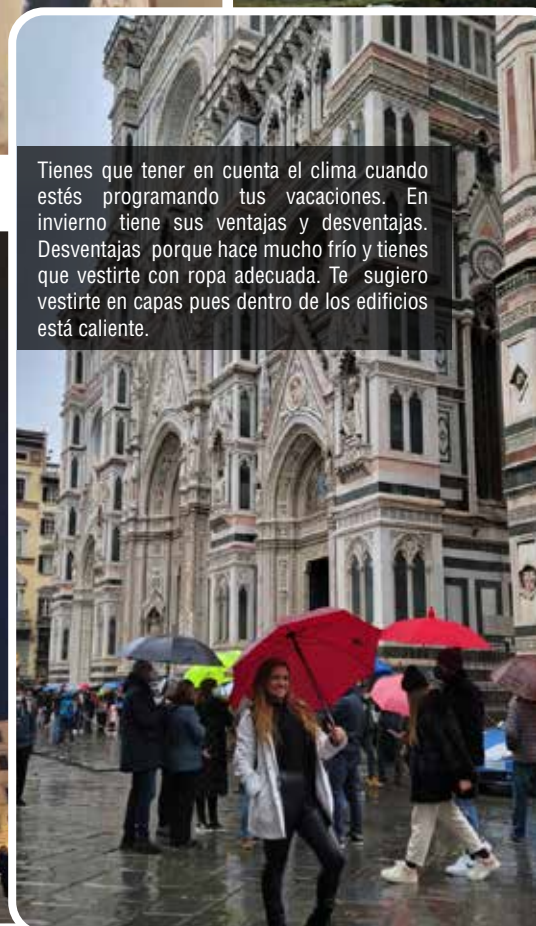 Tienes que tener en cuenta el clima cuando
estés programando tus vacaciones. En
invierno tiene sus ventajas y desventajas.
Desventajas porque hace mucho frío y tienes
que vestirte con ropa adecuada. Te sugiero
vestirte en capas pues dentro de los edificios
está caliente.